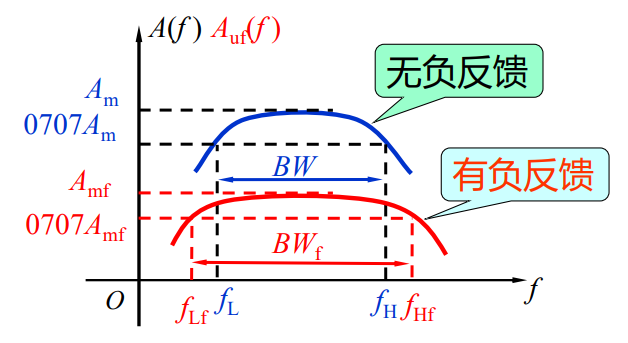 A(f) Auf(f)
无负反馈
Am
0707Am
BW
有负反馈
Amf
0707Amf
BWf
O
fLf fL fH fHf
f